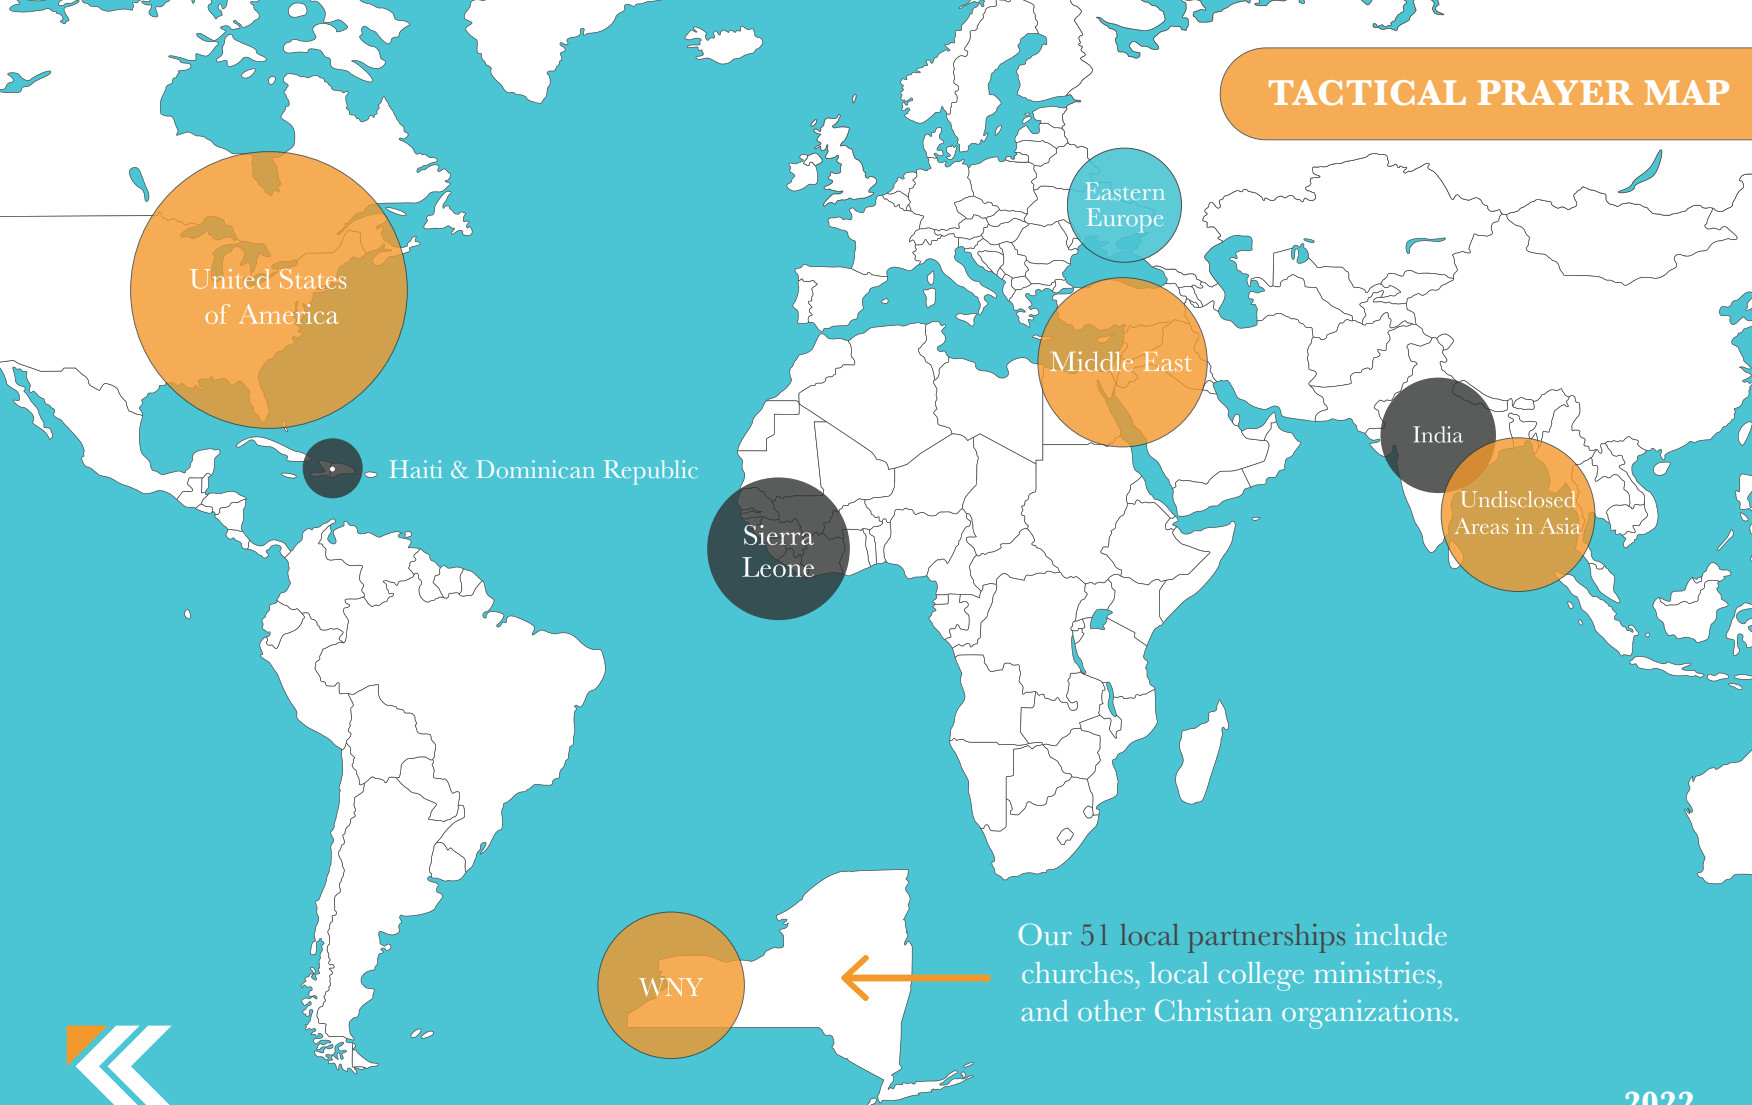 TACTICAL PRAYER MAP
Eastern
Europe
United States
of America
Middle East
India
Haiti & Dominican Republic
Undisclosed
Areas in Asia
Sierra
Leone
Our 51 local partnerships include
churches, local college ministries,
and other Christian organizations.
WNY
2022